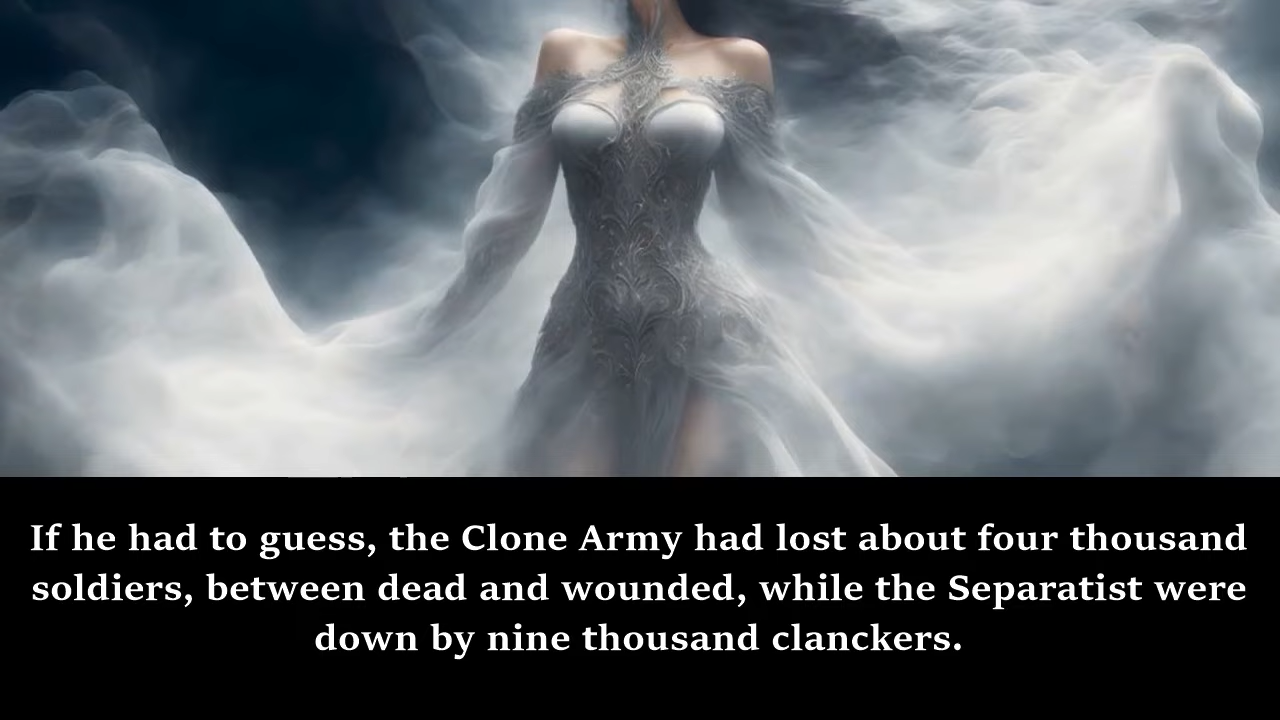 If he had to guess, the Clone Army had lost about four thousand
soldiers, between dead and wounded, while the Separatist were
down by nine thousand clanckers.